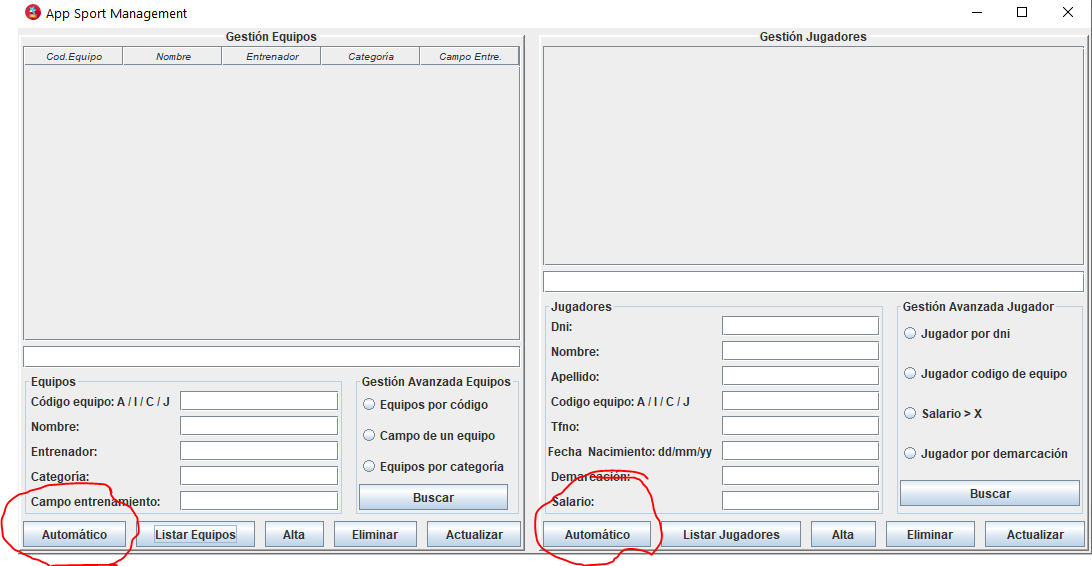 App Sport Management
Gestión Equipos
Cod.Equipo Nombre Entrenador Categoría Campo Entre.
Equipos
Código equipo: A / I / C / J
Nombre:
Entrenador:
Categoría:
Campo entrenamiento:
Gestión Avanzada Equipos
Equipos por código
Campo de un equipo
Equipos por categoría
Buscar
Automático Listar Equipos Alta Eliminar Actualizar
Gestión Jugadores
Jugadores
Dni:
Nombre:
Apellido:
Codigo equipo: A / I / C / J
Tfno:
Fecha Nacimiento: dd/mm/yy
Demarcación:
Salario:
Gestión Avanzada Jugador
Jugador por dni
Jugador codigo de equipo
Salario > X
Jugador por demarcación
Buscar
Automático Listar Jugadores Alta Eliminar Actualizar